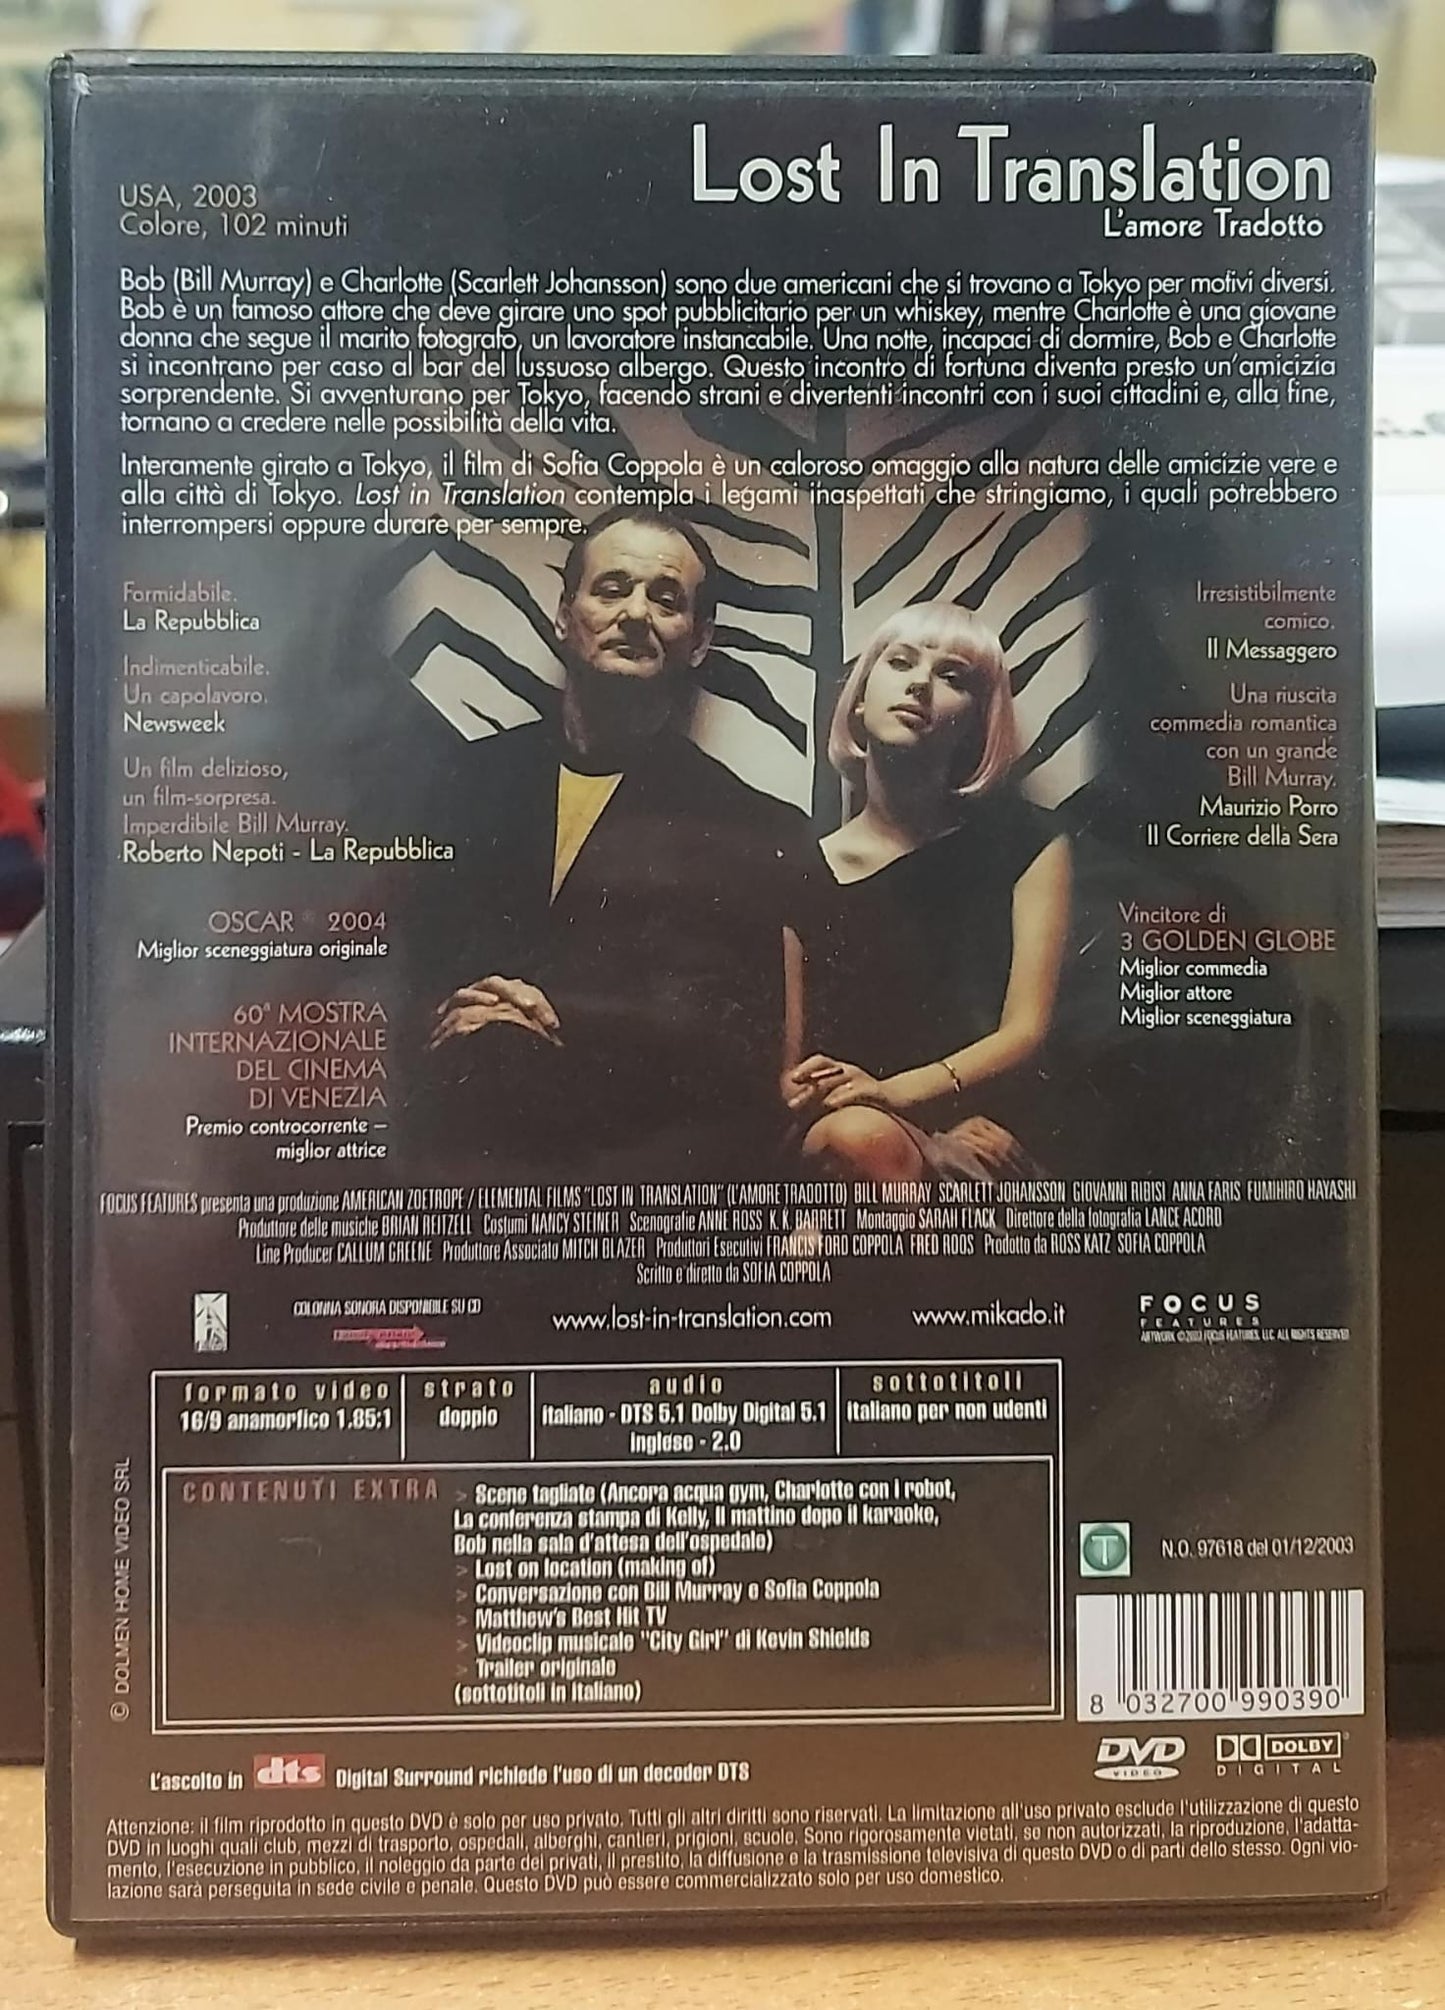 Lost In Translation
L'amore Tradotto
USA, 2003
Colore, 102 minuti
Bob (Bill Murray) e Charlotte (Scarlett Johansson) sono due americani che si trovano a Tokyo per motivi diversi.
Bob è un famoso attore che deve girare uno spot pubblicitario per un whiskey, mentre Charlotte è una giovane
donna che segue il marito fotografo, un lavoratore instancabile. Una notte, incapaci di dormire, Bob e Charlotte
si incontrano per caso al bar del lussuoso albergo. Questo incontro di fortuna diventa presto un'amicizia
sorprendente. Si avventurano per Tokyo, facendo strani e divertenti incontri con i suoi cittadini e, alla fine,
tornano a credere nelle possibilità della vita.
Interamente girato a Tokyo, il film di Sofia Coppola è un caloroso omaggio alla natura delle amicizie vere e
alla città di Tokyo. Lost in Translation contempla i legami inaspettati che stringiamo, i quali potrebbero
interrompersi oppure durare per sempre.
Formidabile.
La Repubblica
Indimenticabile.
Un capolavoro.
Newsweek
Un film delizioso,
un film-sorpresa.
Imperdibile Bill Murray.
Roberto Nepoti - La Repubblica
OSCAR ® 2004
Miglior sceneggiatura originale
60ª MOSTRA
INTERNAZIONALE
DEL CINEMA
DI VENEZIA
Premio controcorrente –
miglior attrice
Irresistibilmente
comico.
Il Messaggero
Una riuscita
commedia romantica
con un grande
Bill Murray.
Maurizio Porro
Il Corriere della Sera
Vincitore di
3 GOLDEN GLOBE
Miglior commedia
Miglior attore
Miglior sceneggiatura
FOCUS FEATURES presenta una produzione AMERICAN ZOETROPE / ELEMENTAL FILMS "LOST IN TRANSLATION" (L'AMORE TRADOTTO) BILL MURRAY SCARLETT JOHANSSON GIOVANNI RIBISI ANNA FARIS FUMIHIRO HAYASHI
Produttore delle musiche BRIAN REITZELL Costumi NANCY STEINER Scenografie ANNE ROSS K.K. BARRETT Montaggio SARAH FLACK Direttore della fotografia LANCE ACORD
Line Producer CALLUM GREENE Produttore Associato MITCH GLAZER Produttori Esecutivi FRANCIS FORD COPPOLA FRED ROOS Prodotto da ROSS KATZ SOFIA COPPOLA
Scritto e diretto da SOFIA COPPOLA
COLONNA SONORA DISPONIBILE SU CD
www.lost-in-translation.com
www.mikado.it
FOCUS
FEATURES
ARTWORK ©2003 FOCUS FEATURES, LLC ALL RIGHTS RESERVED
formato video
16/9 anamorfico 1.85:1
strato
doppio
audio
italiano - DTS 5.1 Dolby Digital 5.1
inglese - 2.0
sottotitoli
italiano per non udenti
CONTENUTI EXTRA
> Scene tagliate (Ancora acqua gym, Charlotte con i robot,
La conferenza stampa di Kelly, Il mattino dopo il karaoke,
Bob nella sala d'attesa dell'ospedale)
> Lost on location (making of)
> Conversazione con Bill Murray e Sofia Coppola
> Matthew's Best Hit TV
> Videoclip musicale "City Girl" di Kevin Shields
> Trailer originale
(sottotitoli in italiano)
© DOLMEN HOME VIDEO SRL
T
N.O. 97618 del 01/12/2003
8 032700 990390
DVD
VIDEO
DOLBY
DIGITAL
L'ascolto in dts Digital Surround richiede l'uso di un decoder DTS
Attenzione: il film riprodotto in questo DVD è solo per uso privato. Tutti gli altri diritti sono riservati. La limitazione all'uso privato esclude l'utilizzazione di questo
DVD in luoghi quali club, mezzi di trasporto, ospedali, alberghi, cantieri, prigioni, scuole. Sono rigorosamente vietati, se non autorizzati, la riproduzione, l'adatta-
mento, l'esecuzione in pubblico, il noleggio da parte dei privati, il prestito, la diffusione e la trasmissione televisiva di questo DVD o di parti dello stesso. Ogni vio-
lazione sarà perseguita in sede civile e penale. Questo DVD può essere commercializzato solo per uso domestico.